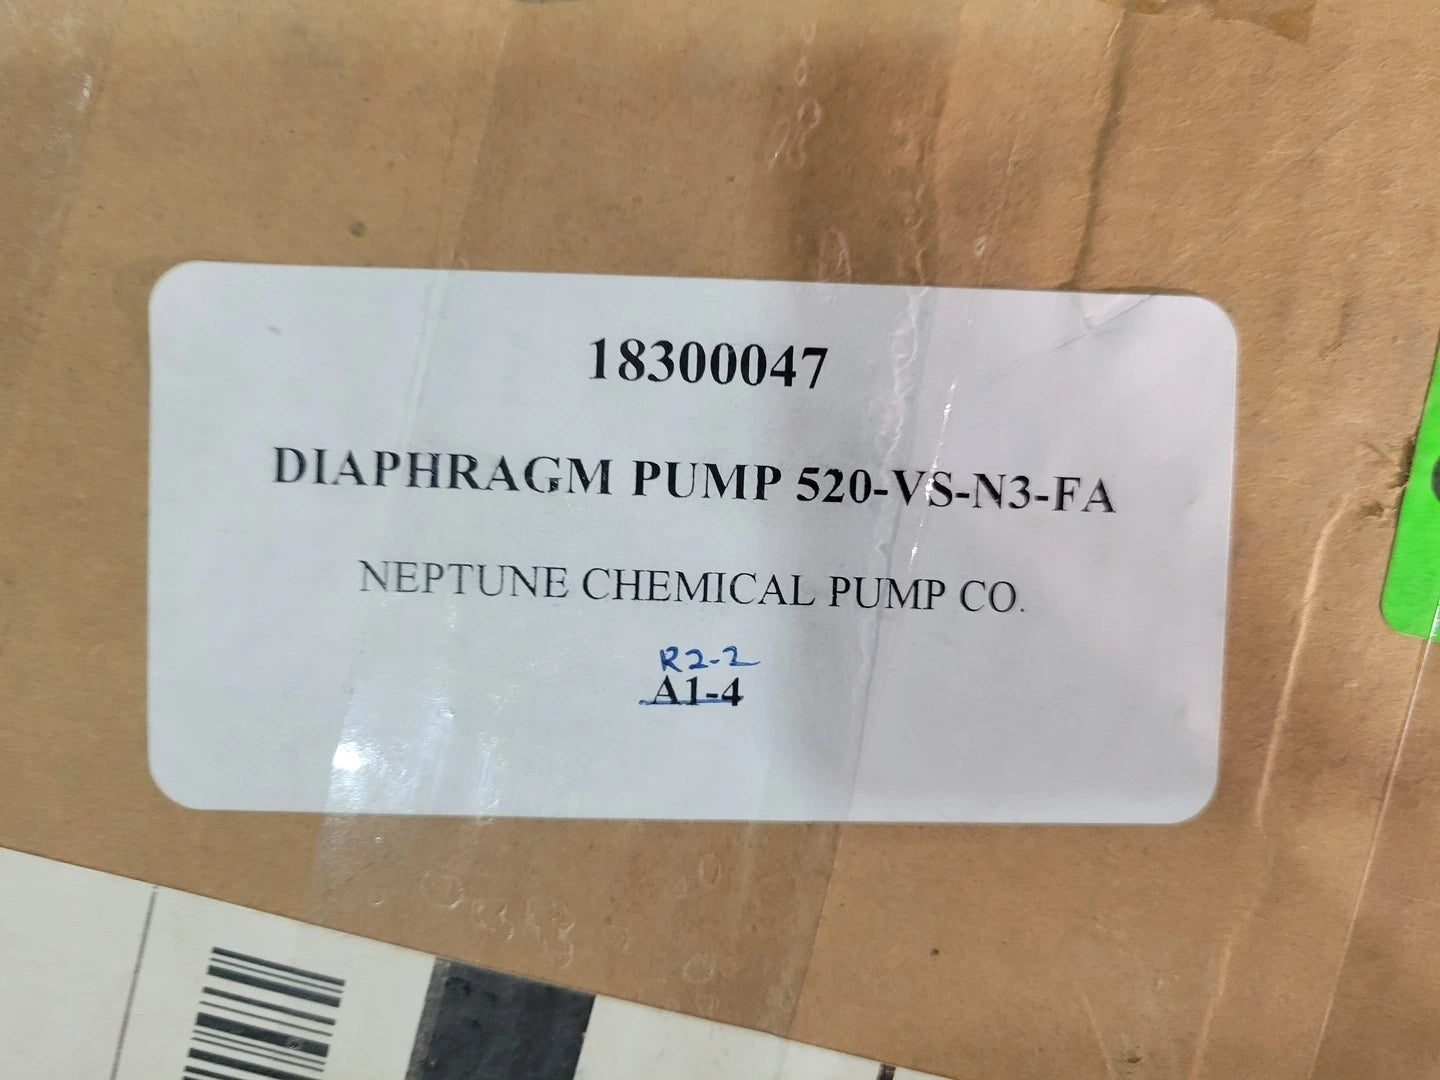 18300047
DIAPHRAGM PUMP 520-VS-N3-FA
NEPTUNE CHEMICAL PUMP CO.
R2-2
A1-4